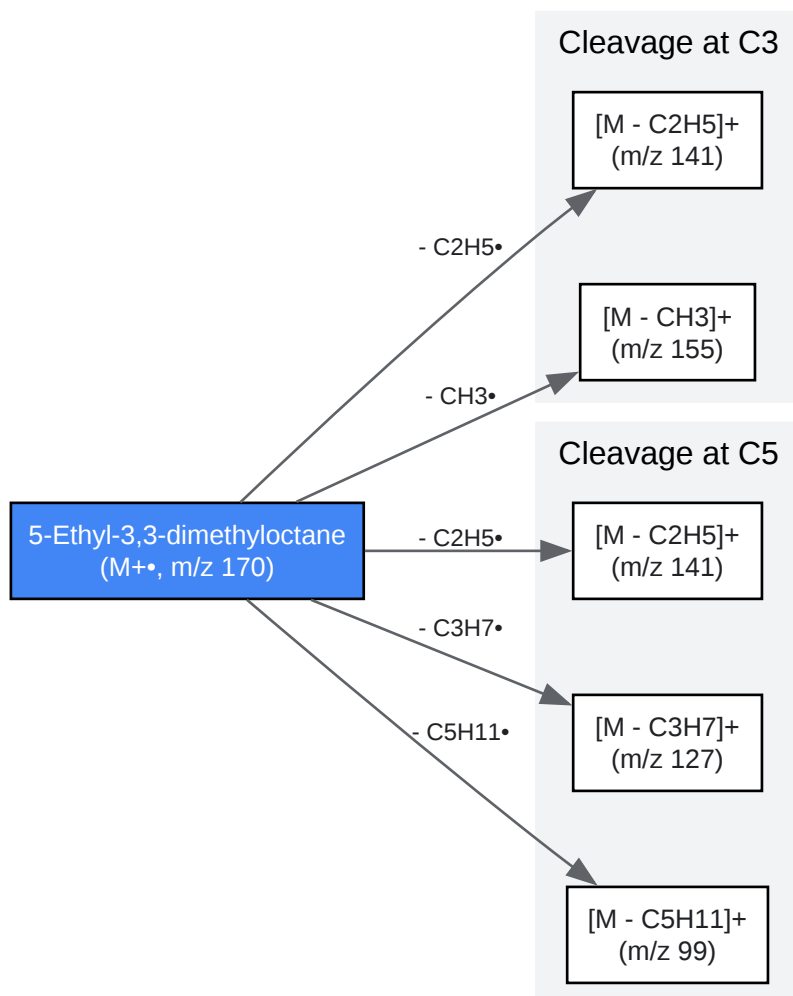 Cleavage at C3
[M - C2H5]+
(m/z 141)
- C2H5•
[M - CH3]+
(m/z 155)
- CH3•
Cleavage at C5
5-Ethyl-3,3-dimethyloctane
(M+•, m/z 170)
- C2H5•
[M - C2H5]+
(m/z 141)
- C3H7•
[M - C3H7]+
(m/z 127)
- C5H11•
[M - C5H11]+
(m/z 99)